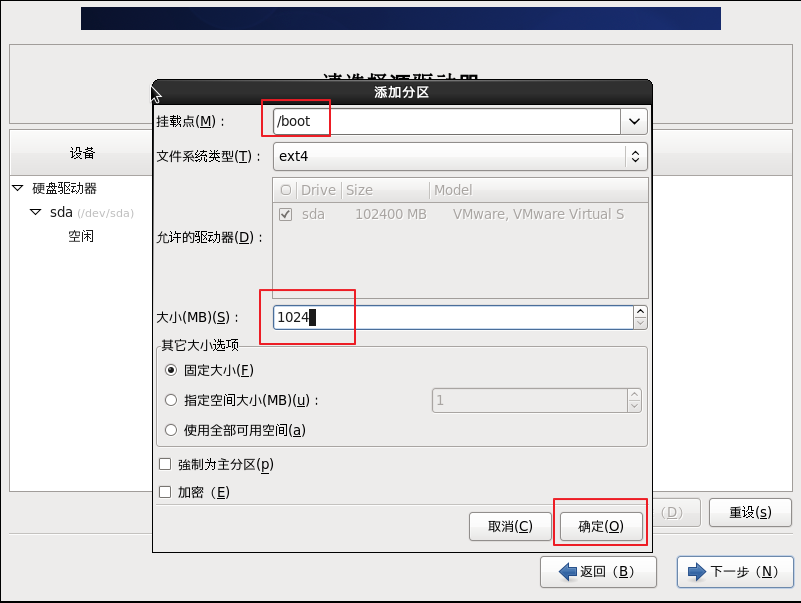 请选择源驱动器
添加分区
挂载点(M)：
/boot
文件系统类型(T)：
ext4
设备
硬盘驱动器
sda (/dev/sda)
空闲
允许的驱动器(D)：
Drive Size Model
sda 102400 MB VMware, VMware Virtual S
大小(MB)(S)：
1024
其它大小选项
固定大小(F)
指定空间大小(MB)(u)：
1
使用全部可用空间(a)
強制为主分区(p)
加密（E)
取消(C)
确定(O)
(D)
重设(s)
返回（B）
下一步（N）